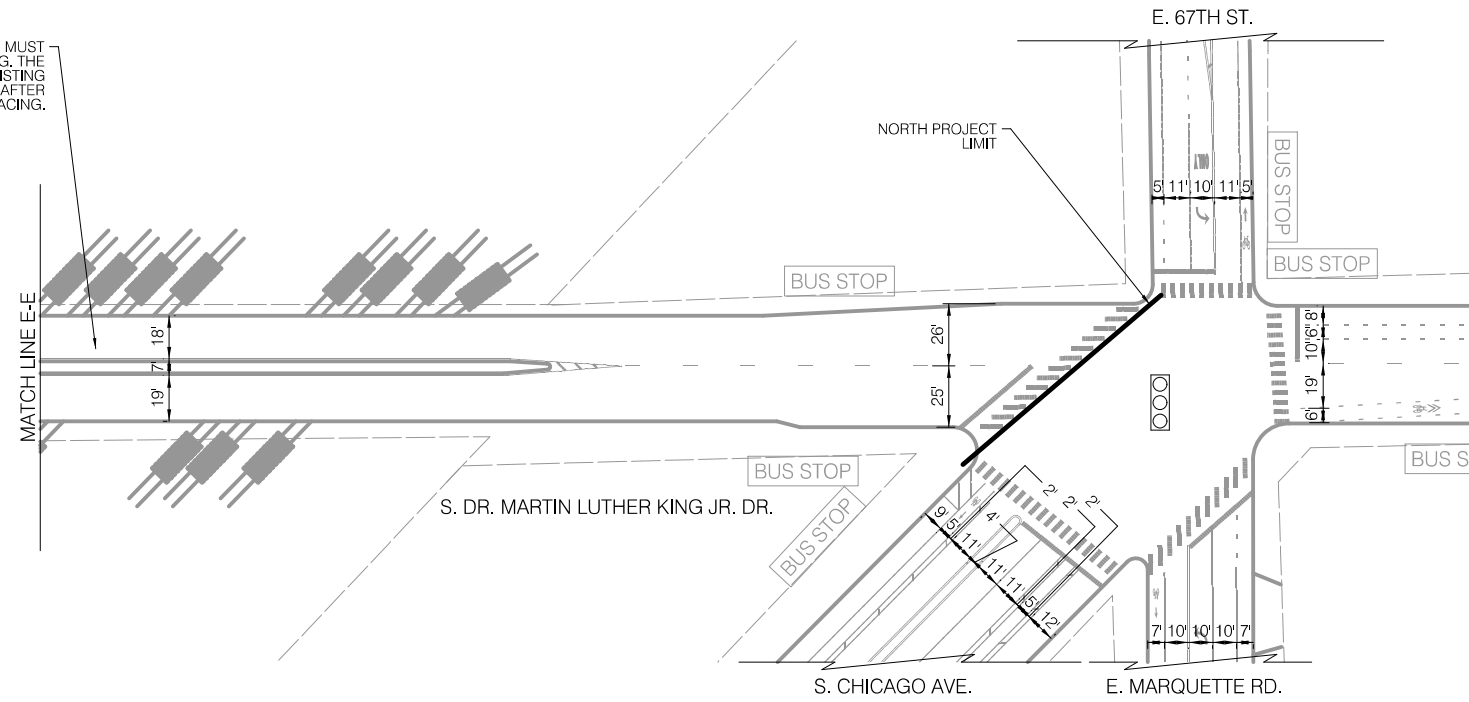 MUST
G. THE
ISTING
AFTER
ACING.
E. 67TH ST.
NORTH PROJECT
LIMIT
ONLY
5' 11' 10' 11' 5'
BUS STOP
BUS STOP
BUS STOP
MATCH LINE E-E
18'
7'
19'
26'
25'
8'
6"
10"
19'
6'
BUS STOP
BUS S
BUS STOP
S. DR. MARTIN LUTHER KING JR. DR.
2' 2' 2'
4'
9' 5' 11' 11' 11' 5' 12'
7' 10' 10' 10' 7'
S. CHICAGO AVE.
E. MARQUETTE RD.